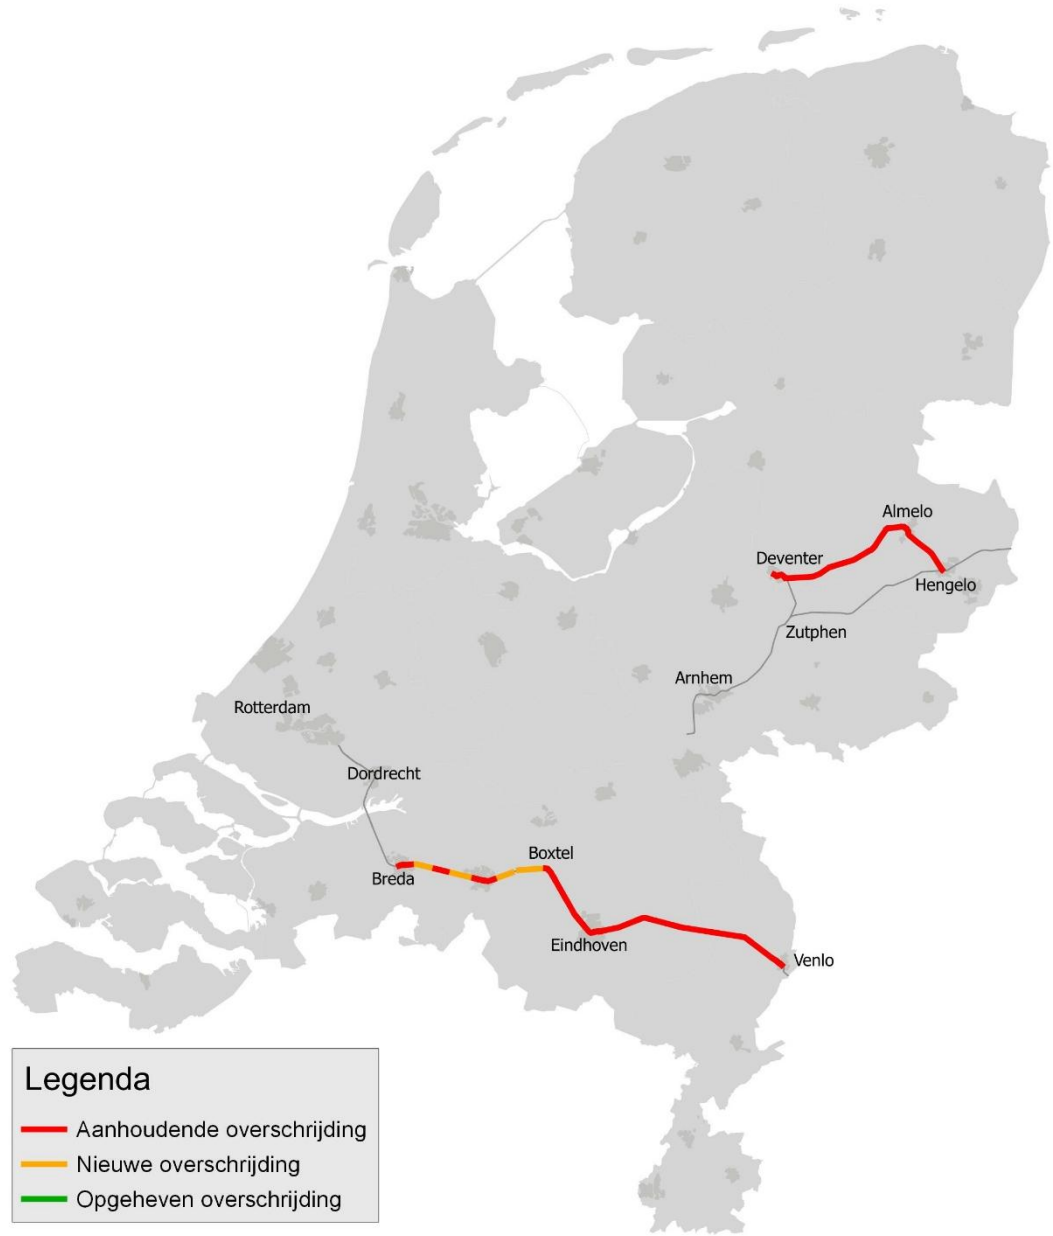 Almelo
Deventer
Hengelo
Zutphen
Arnhem
Rotterdam
Dordrecht
Boxtel
Breda
Eindhoven
Venlo
Legenda
Aanhoudende overschrijding
Nieuwe overschrijding
Opgeheven overschrijding